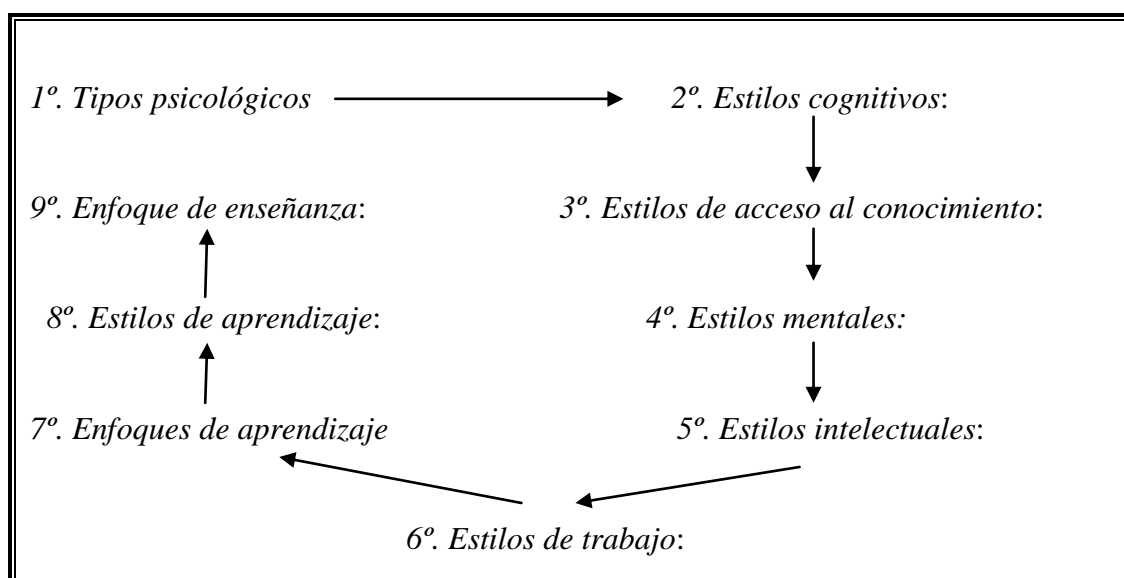 1º. Tipos psicológicos
2º. Estilos cognitivos:
9º. Enfoque de enseñanza:
3º. Estilos de acceso al conocimiento:
8º. Estilos de aprendizaje:
4º. Estilos mentales:
7º. Enfoques de aprendizaje
5º. Estilos intelectuales:
6º. Estilos de trabajo: